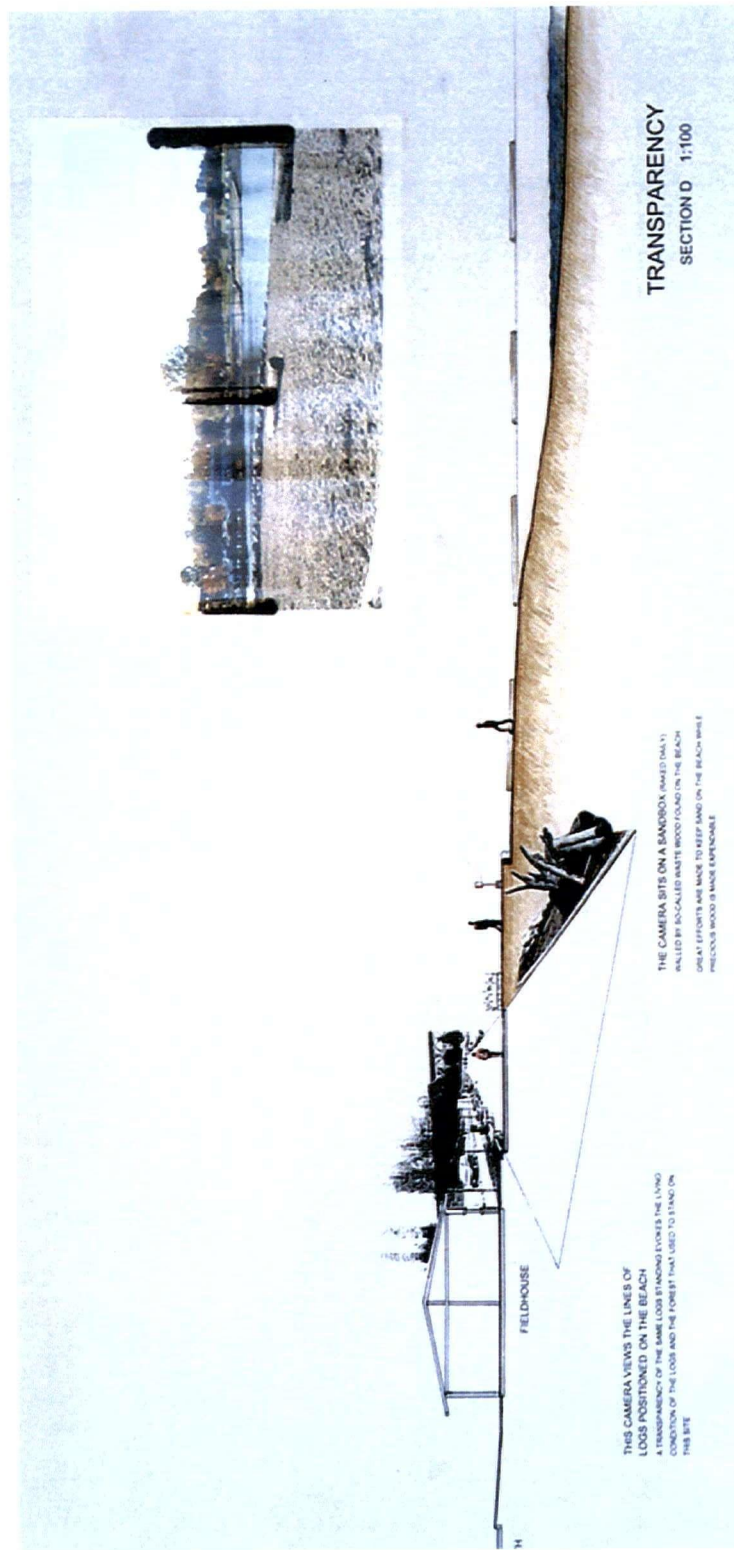 TRANSPARENCY
SECTION D 1:100
THE CAMERA SITS ON A SANDBOX (RAKED DAILY)
WALLED BY SO-CALLED WASTE WOOD FOUND ON THE BEACH
GREAT EFFORTS ARE MADE TO KEEP SAND ON THE BEACH WHILE
PRECIOUS WOOD IS MADE EXPENDABLE
FIELDHOUSE
THIS CAMERA VIEWS THE LINES OF
LOGS POSITIONED ON THE BEACH
A TRANSPARENCY OF THE SAME LOGS STANDING EVOKES THE LIVING
CONDITION OF THE LOGS AND THE FOREST THAT USED TO STAND ON
THIS SITE
TH